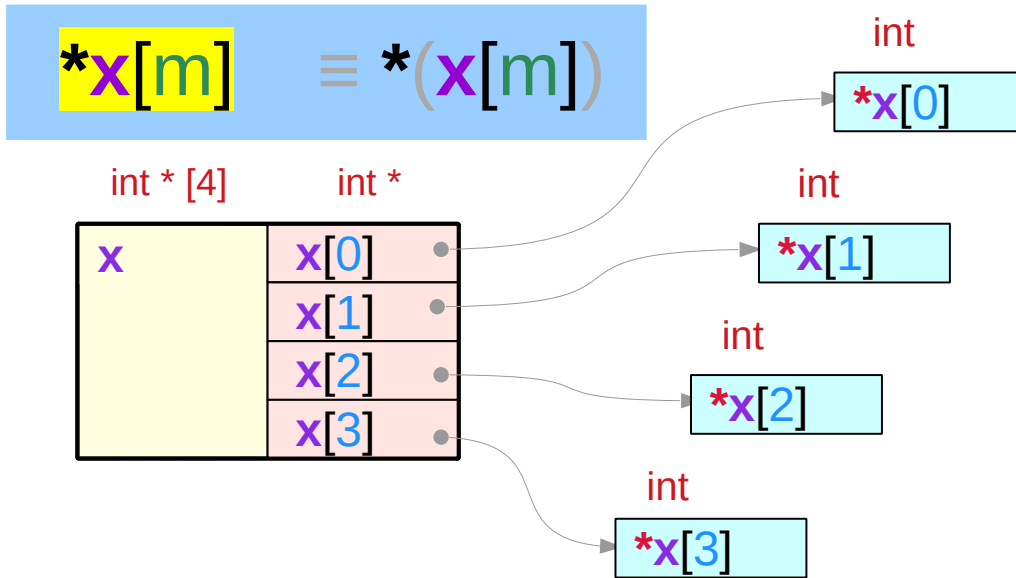 *x[m] ≡ *(x[m])
int
*x[0]
int * [4] int *
int
x
x[0]
x[1]
x[2]
x[3]
*x[1]
int
*x[2]
int
*x[3]